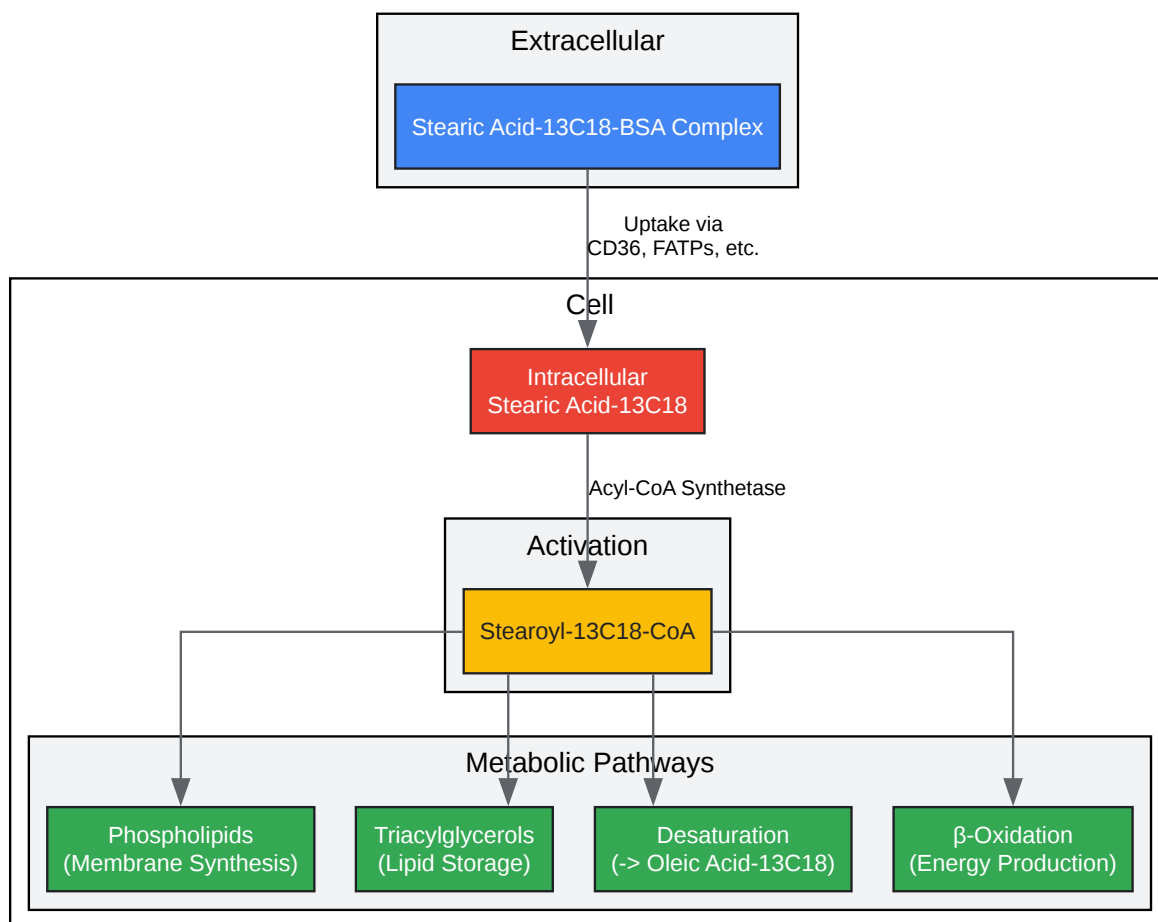 Extracellular
Stearic Acid-13C18-BSA Complex
Uptake via
CD36, FATPs, etc.
Cell
Intracellular
Stearic Acid-13C18
Acyl-CoA Synthetase
Activation
Stearoyl-13C18-CoA
Metabolic Pathways
Phospholipids
(Membrane Synthesis)
Triacylglycerols
(Lipid Storage)
Desaturation
(-> Oleic Acid-13C18)
β-Oxidation
(Energy Production)